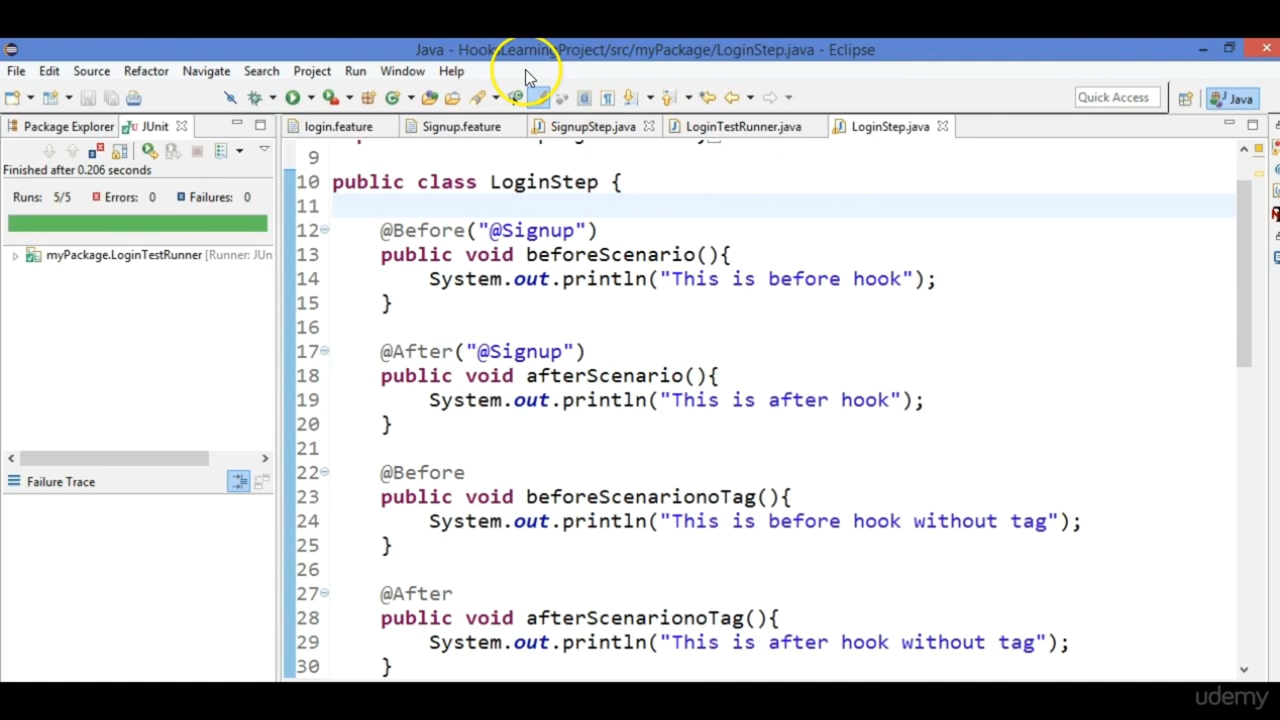 Java - HooksLearningProject/src/myPackage/LoginStep.java - Eclipse
File Edit Source Refactor Navigate Search Project Run Window Help
Quick Access
Java
Package Explorer JUnit
login.feature Signup.feature SignupStep.java LoginTestRunner.java LoginStep.java
Finished after 0.206 seconds
Runs: 5/5 Errors: 0 Failures: 0
myPackage.LoginTestRunner [Runner: JUn
Failure Trace
9
10 public class LoginStep {
11
12 @Before("@Signup")
13 public void beforeScenario(){
14 System.out.println("This is before hook");
15 }
16
17 @After("@Signup")
18 public void afterScenario(){
19 System.out.println("This is after hook");
20 }
21
22 @Before
23 public void beforeScenarionoTag(){
24 System.out.println("This is before hook without tag");
25 }
26
27 @After
28 public void afterScenarionoTag(){
29 System.out.println("This is after hook without tag");
30 }
udemy